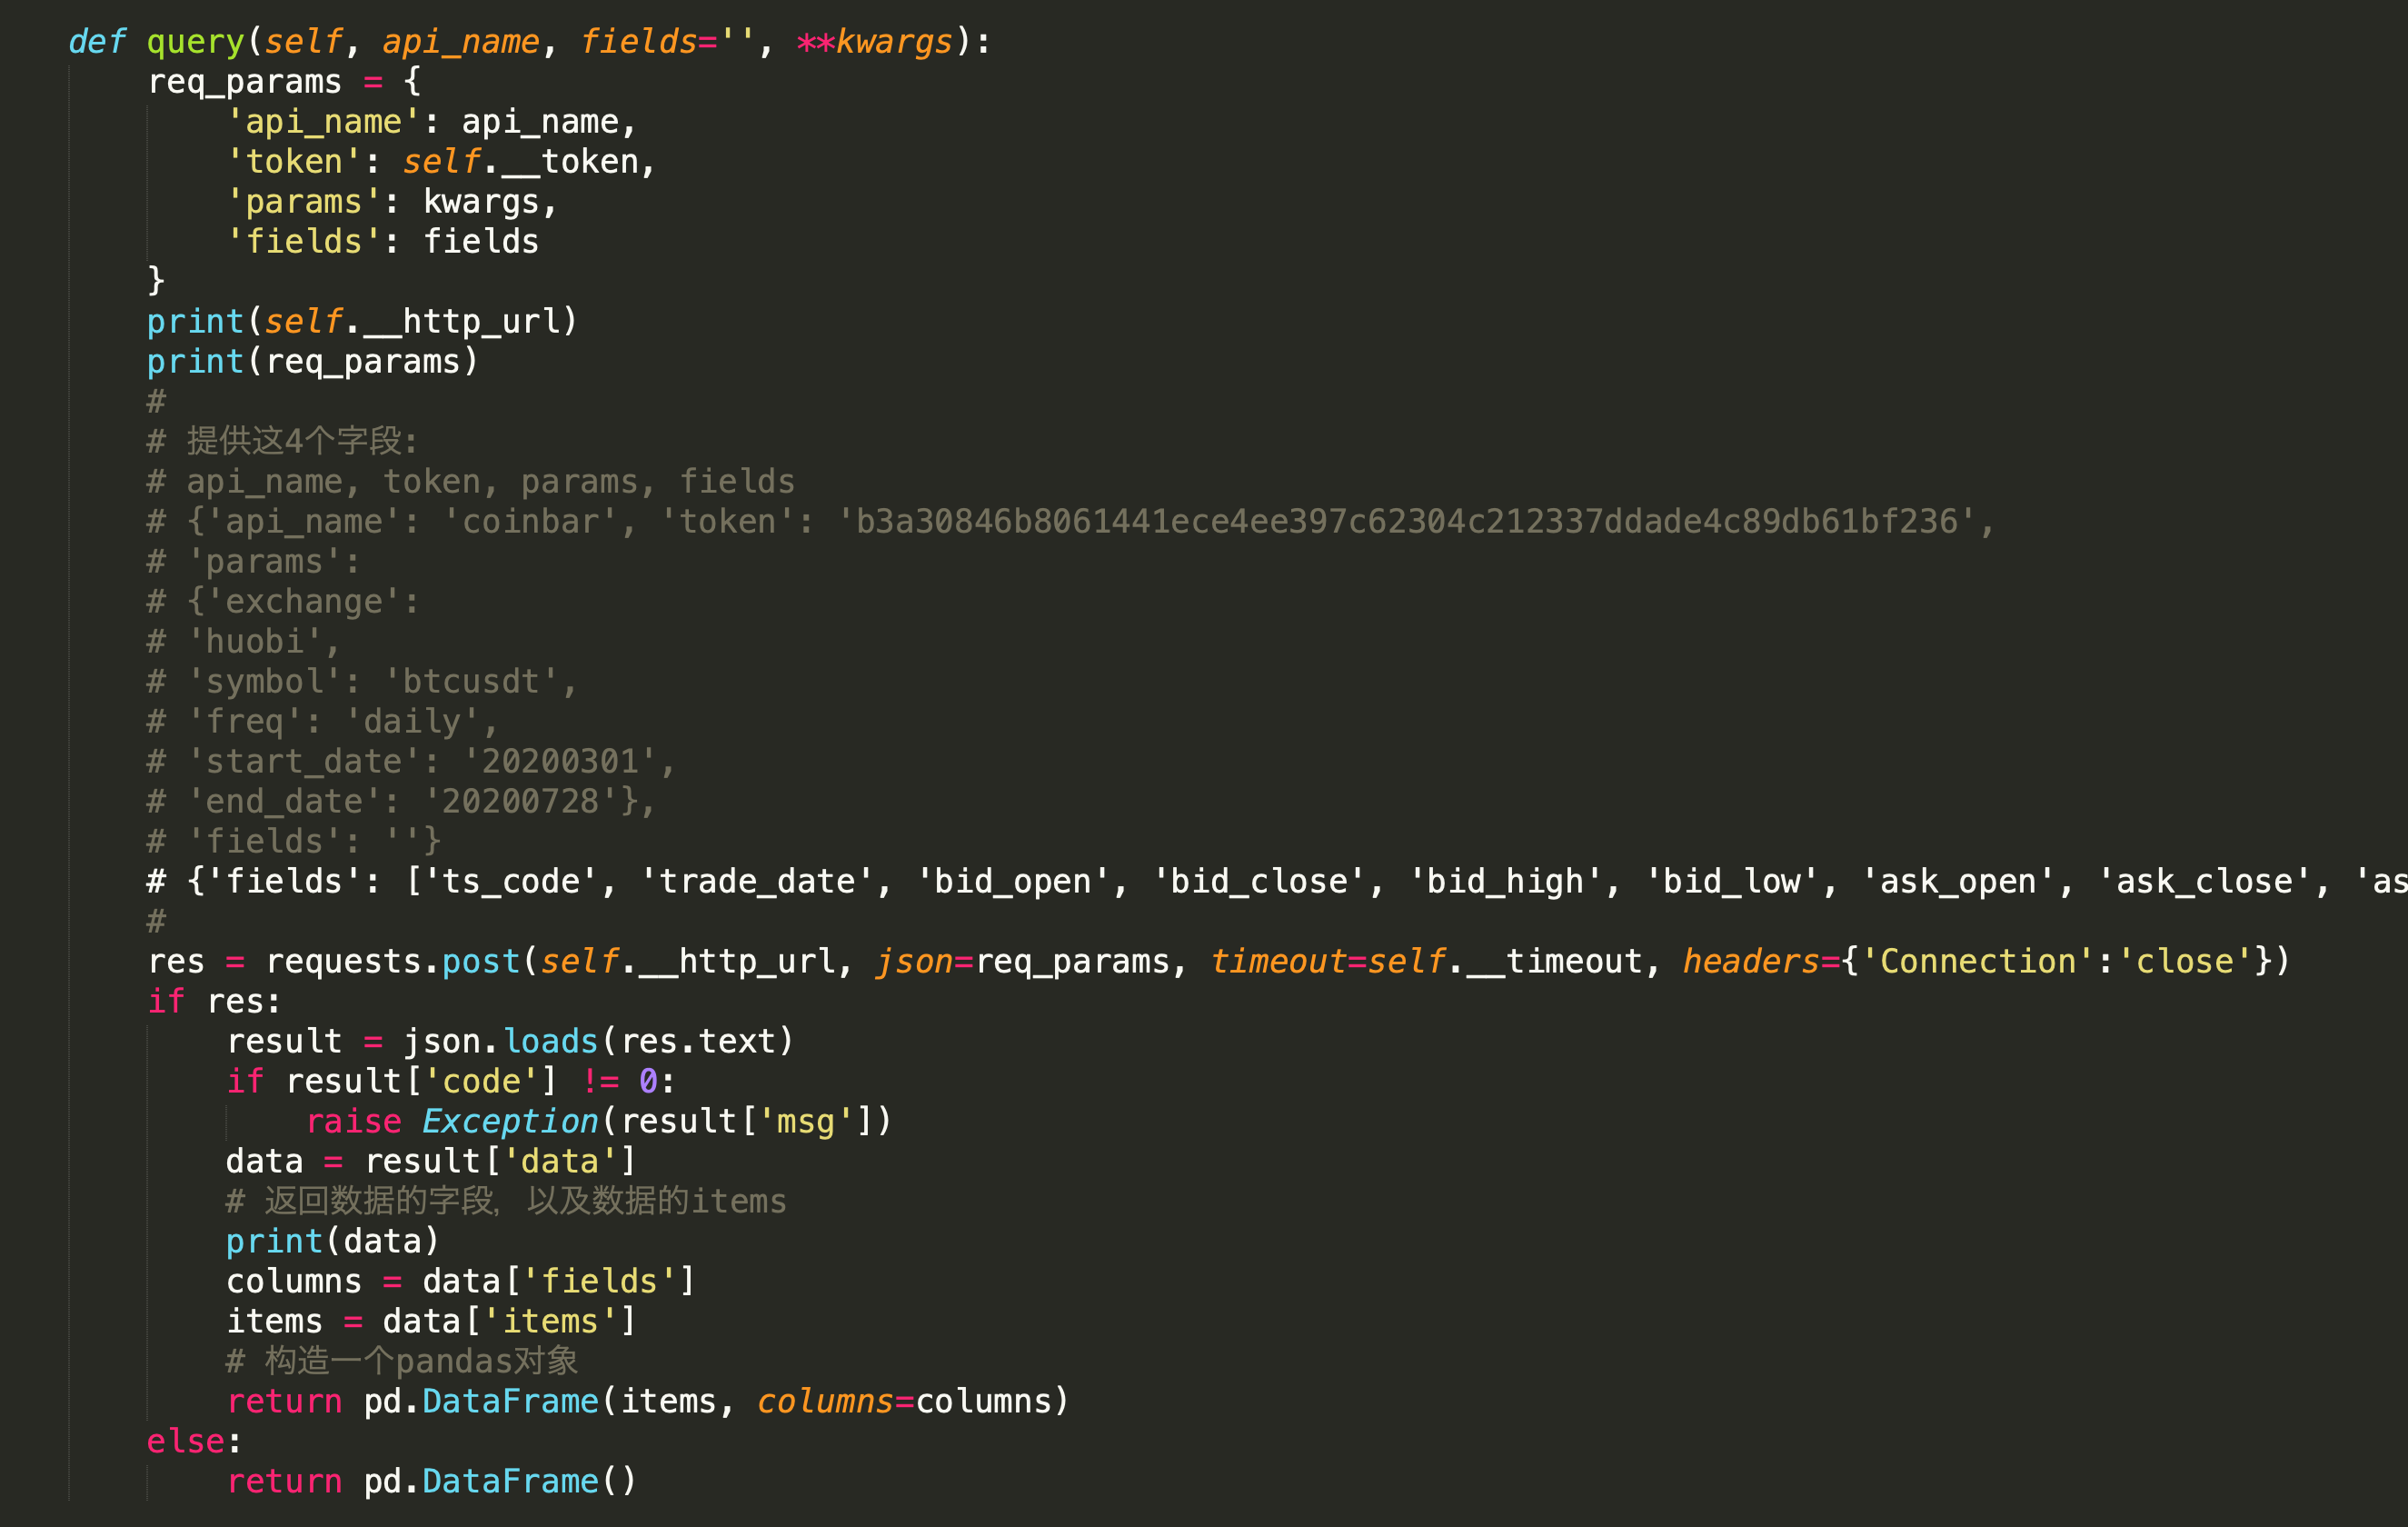 def query(self, api_name, fields='', **kwargs):
req_params = {
'api_name': api_name,
'token': self.__token,
'params': kwargs,
'fields': fields
}
print(self.__http_url)
print(req_params)
#
# 提供这4个字段:
# api_name, token, params, fields
# {'api_name': 'coinbar', 'token': 'b3a30846b8061441ece4ee397c62304c212337ddade4c89db61bf236',
# 'params':
# {'exchange':
# 'huobi',
# 'symbol': 'btcusdt',
# 'freq': 'daily',
# 'start_date': '20200301',
# 'end_date': '20200728'},
# 'fields': ''}
# {'fields': ['ts_code', 'trade_date', 'bid_open', 'bid_close', 'bid_high', 'bid_low', 'ask_open', 'ask_close', 'as
#
res = requests.post(self.__http_url, json=req_params, timeout=self.__timeout, headers={'Connection':'close'})
if res:
result = json.loads(res.text)
if result['code'] != 0:
raise Exception(result['msg'])
data = result['data']
# 返回数据的字段, 以及数据的items
print(data)
columns = data['fields']
items = data['items']
# 构造一个pandas对象
return pd.DataFrame(items, columns=columns)
else:
return pd.DataFrame()